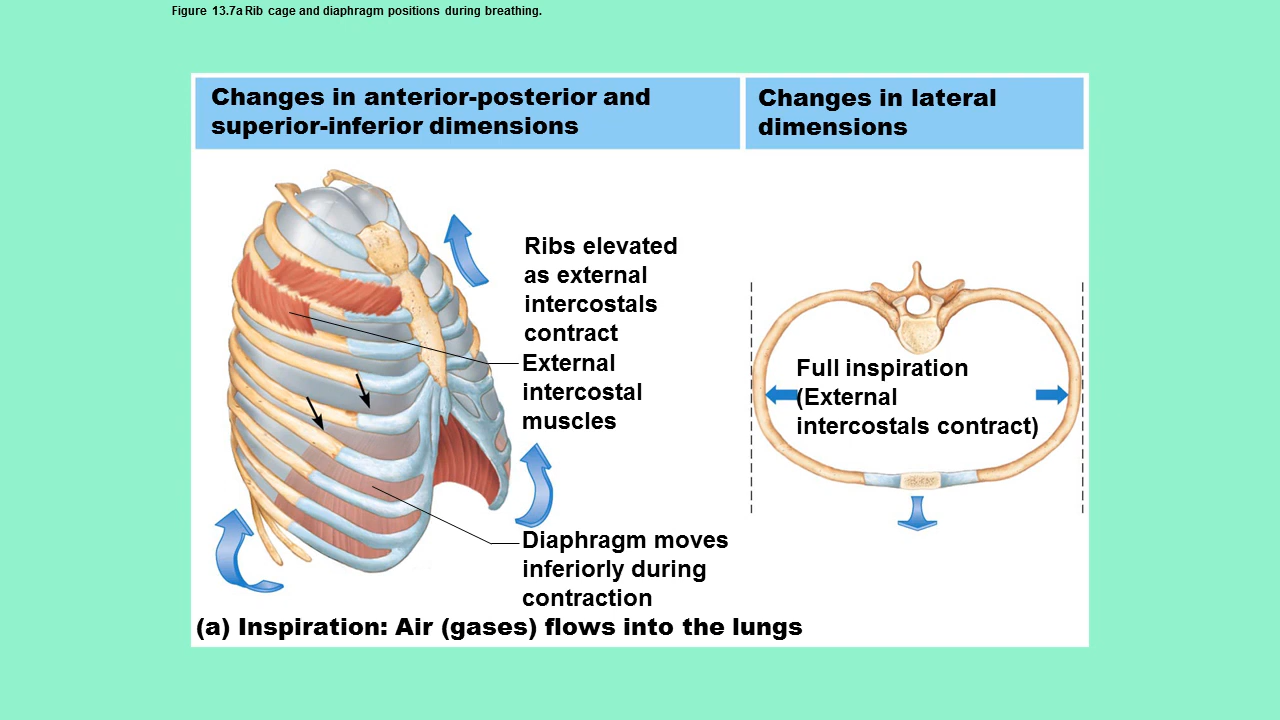 Figure 13.7a Rib cage and diaphragm positions during breathing.
Changes in anterior-posterior and
superior-inferior dimensions
Changes in lateral
dimensions
Ribs elevated
as external
intercostals
contract
External
intercostal
muscles
Full inspiration
(External
intercostals contract)
Diaphragm moves
inferiorly during
contraction
(a) Inspiration: Air (gases) flows into the lungs